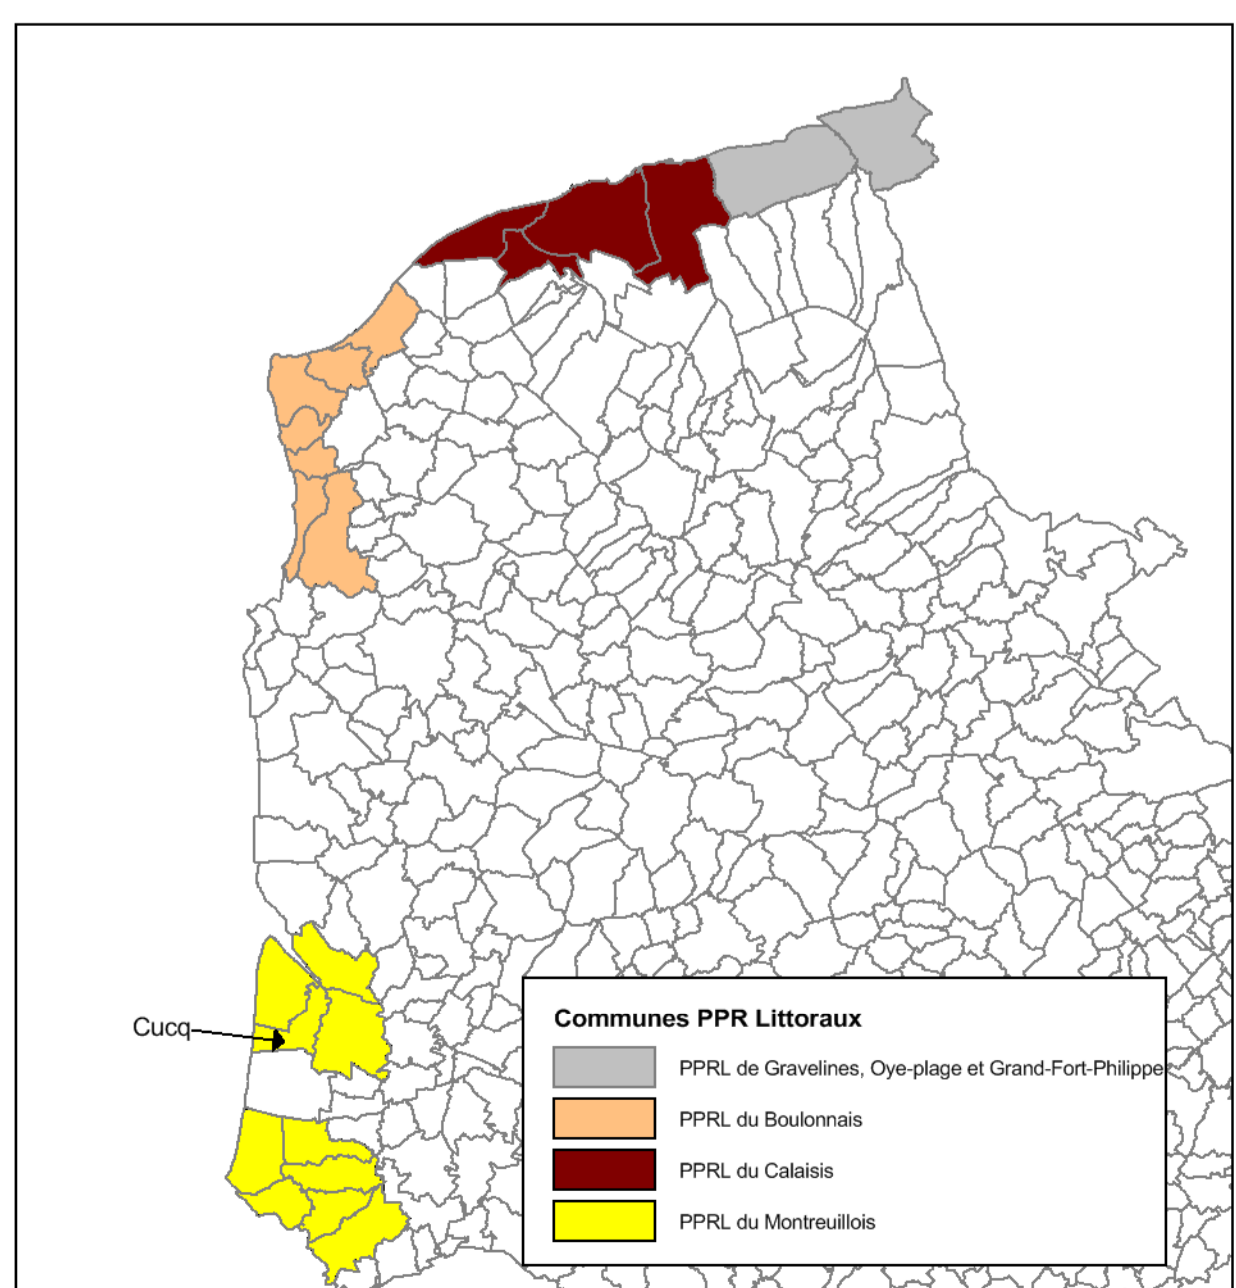 Cucq
Communes PPR Littoraux
PPRL de Gravelines, Oye-plage et Grand-Fort-Philippe
PPRL du Boulonnais
PPRL du Calaisis
PPRL du Montreuillois